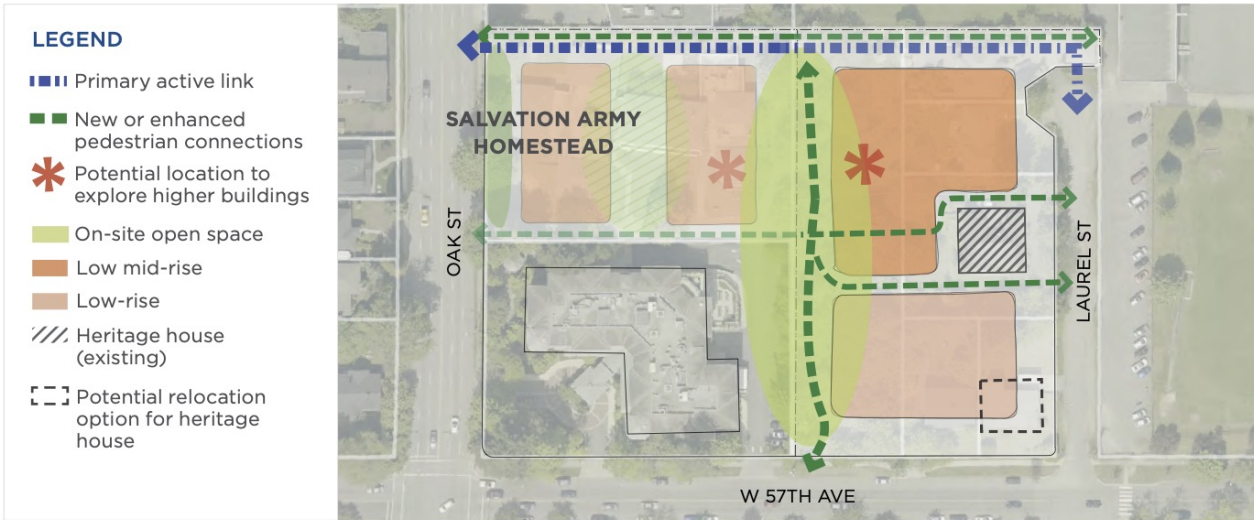 LEGEND
Primary active link
New or enhanced
pedestrian connections
Potential location to
explore higher buildings
On-site open space
Low mid-rise
Low-rise
Heritage house
(existing)
Potential relocation
option for heritage
house
SALVATION ARMY
HOMESTEAD
OAK ST
LAUREL ST
W 57TH AVE